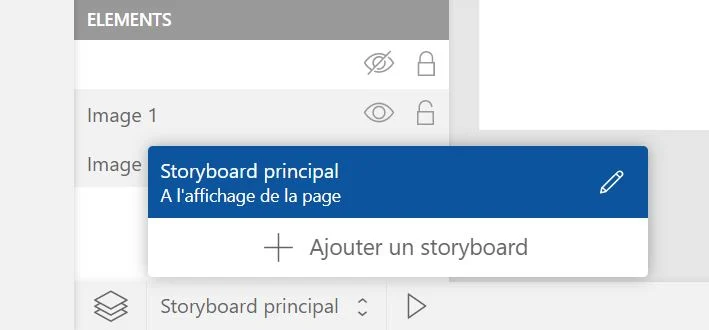 ELEMENTS
Image 1
Image
Storyboard principal
A l'affichage de la page
Ajouter un storyboard
Storyboard principal